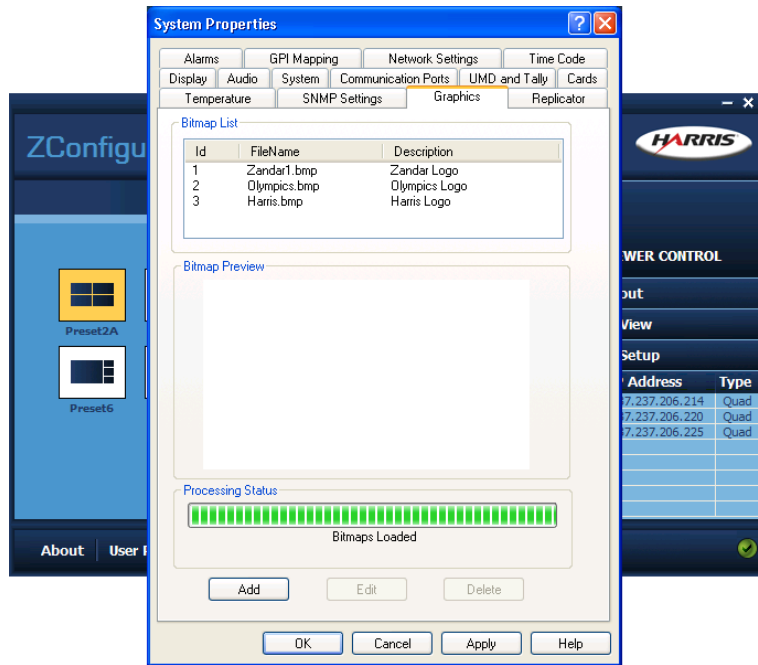 System Properties
Alarms GPI Mapping Network Settings Time Code
Display Audio System Communication Ports UMD and Tally Cards
Temperature SNMP Settings Graphics Replicator
Bitmap List
Id FileName Description
1 Zandar1.bmp Zandar Logo
2 Olympics.bmp Olympics Logo
3 Harris.bmp Harris Logo
Bitmap Preview
Processing Status
Bitmaps Loaded
Add Edit Delete
OK Cancel Apply Help
ZConfigu
HARRIS
Preset2A
Preset6
WER CONTROL
out
View
Setup
Address Type
37.237.206.214 Quad
37.237.206.220 Quad
37.237.206.225 Quad
About User